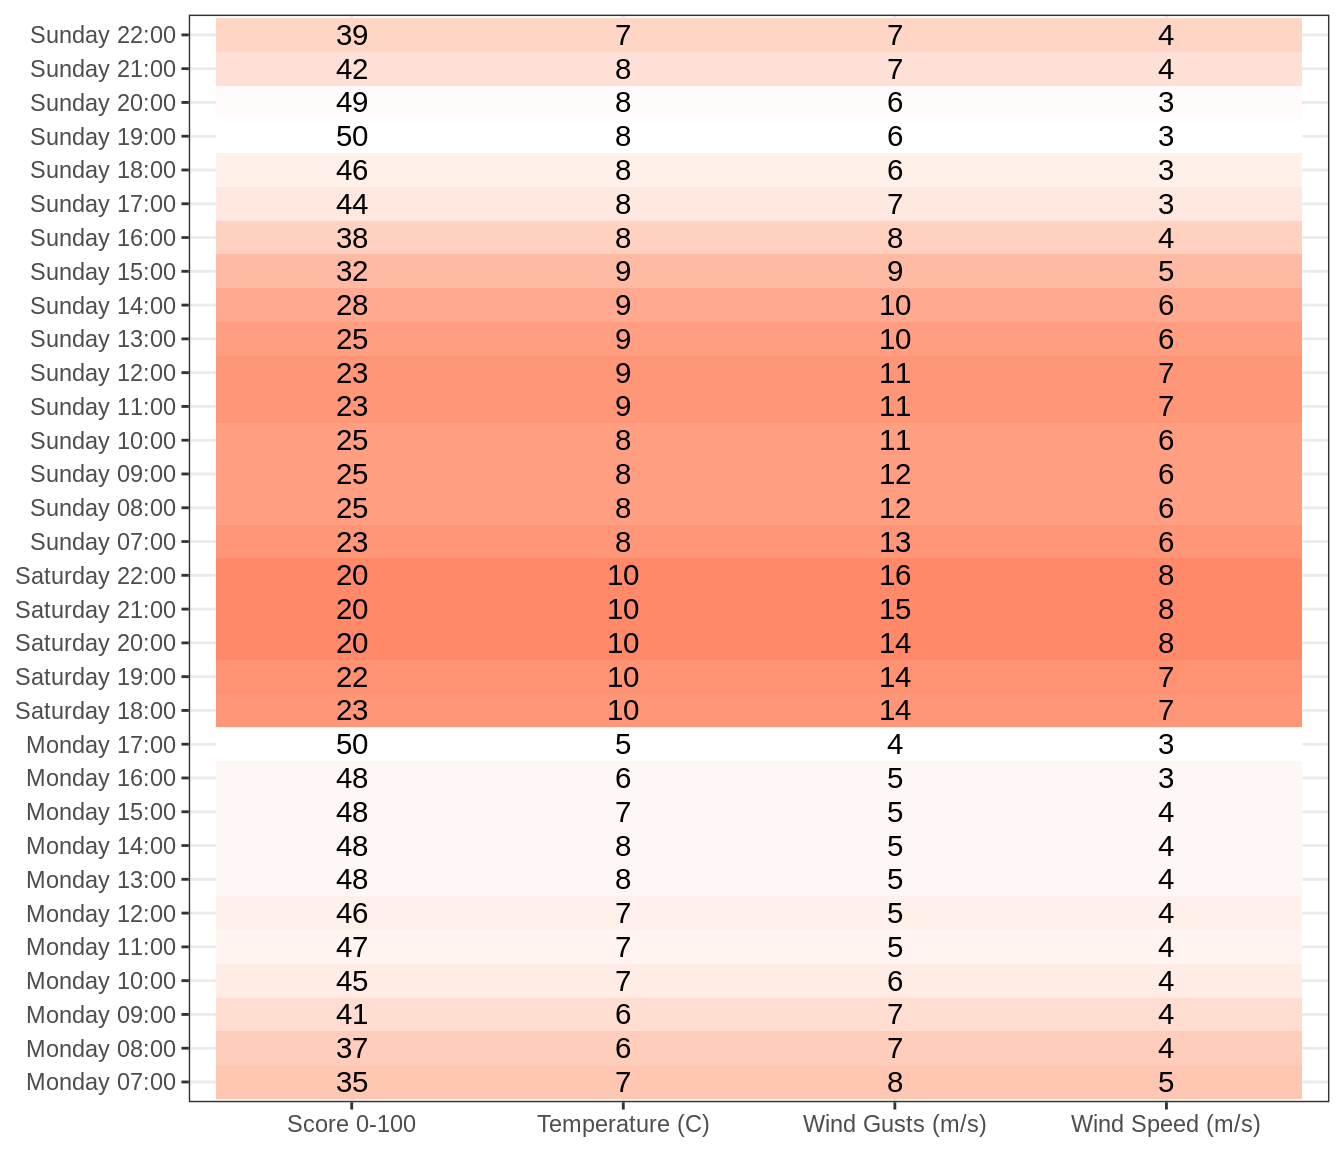 Sunday 22:00 39 7 7 4
Sunday 21:00 42 8 7 4
Sunday 20:00 49 8 6 3
Sunday 19:00 50 8 6 3
Sunday 18:00 46 8 6 3
Sunday 17:00 44 8 7 3
Sunday 16:00 38 8 8 4
Sunday 15:00 32 9 9 5
Sunday 14:00 28 9 10 6
Sunday 13:00 25 9 10 6
Sunday 12:00 23 9 11 7
Sunday 11:00 23 9 11 7
Sunday 10:00 25 8 11 6
Sunday 09:00 25 8 12 6
Sunday 08:00 25 8 12 6
Sunday 07:00 23 8 13 6
Saturday 22:00 20 10 16 8
Saturday 21:00 20 10 15 8
Saturday 20:00 20 10 14 8
Saturday 19:00 22 10 14 7
Saturday 18:00 23 10 14 7
Monday 17:00 50 5 4 3
Monday 16:00 48 6 5 3
Monday 15:00 48 7 5 4
Monday 14:00 48 8 5 4
Monday 13:00 48 8 5 4
Monday 12:00 46 7 5 4
Monday 11:00 47 7 5 4
Monday 10:00 45 7 6 4
Monday 09:00 41 6 7 4
Monday 08:00 37 6 7 4
Monday 07:00 35 7 8 5
Score 0-100 Temperature (C) Wind Gusts (m/s) Wind Speed (m/s)